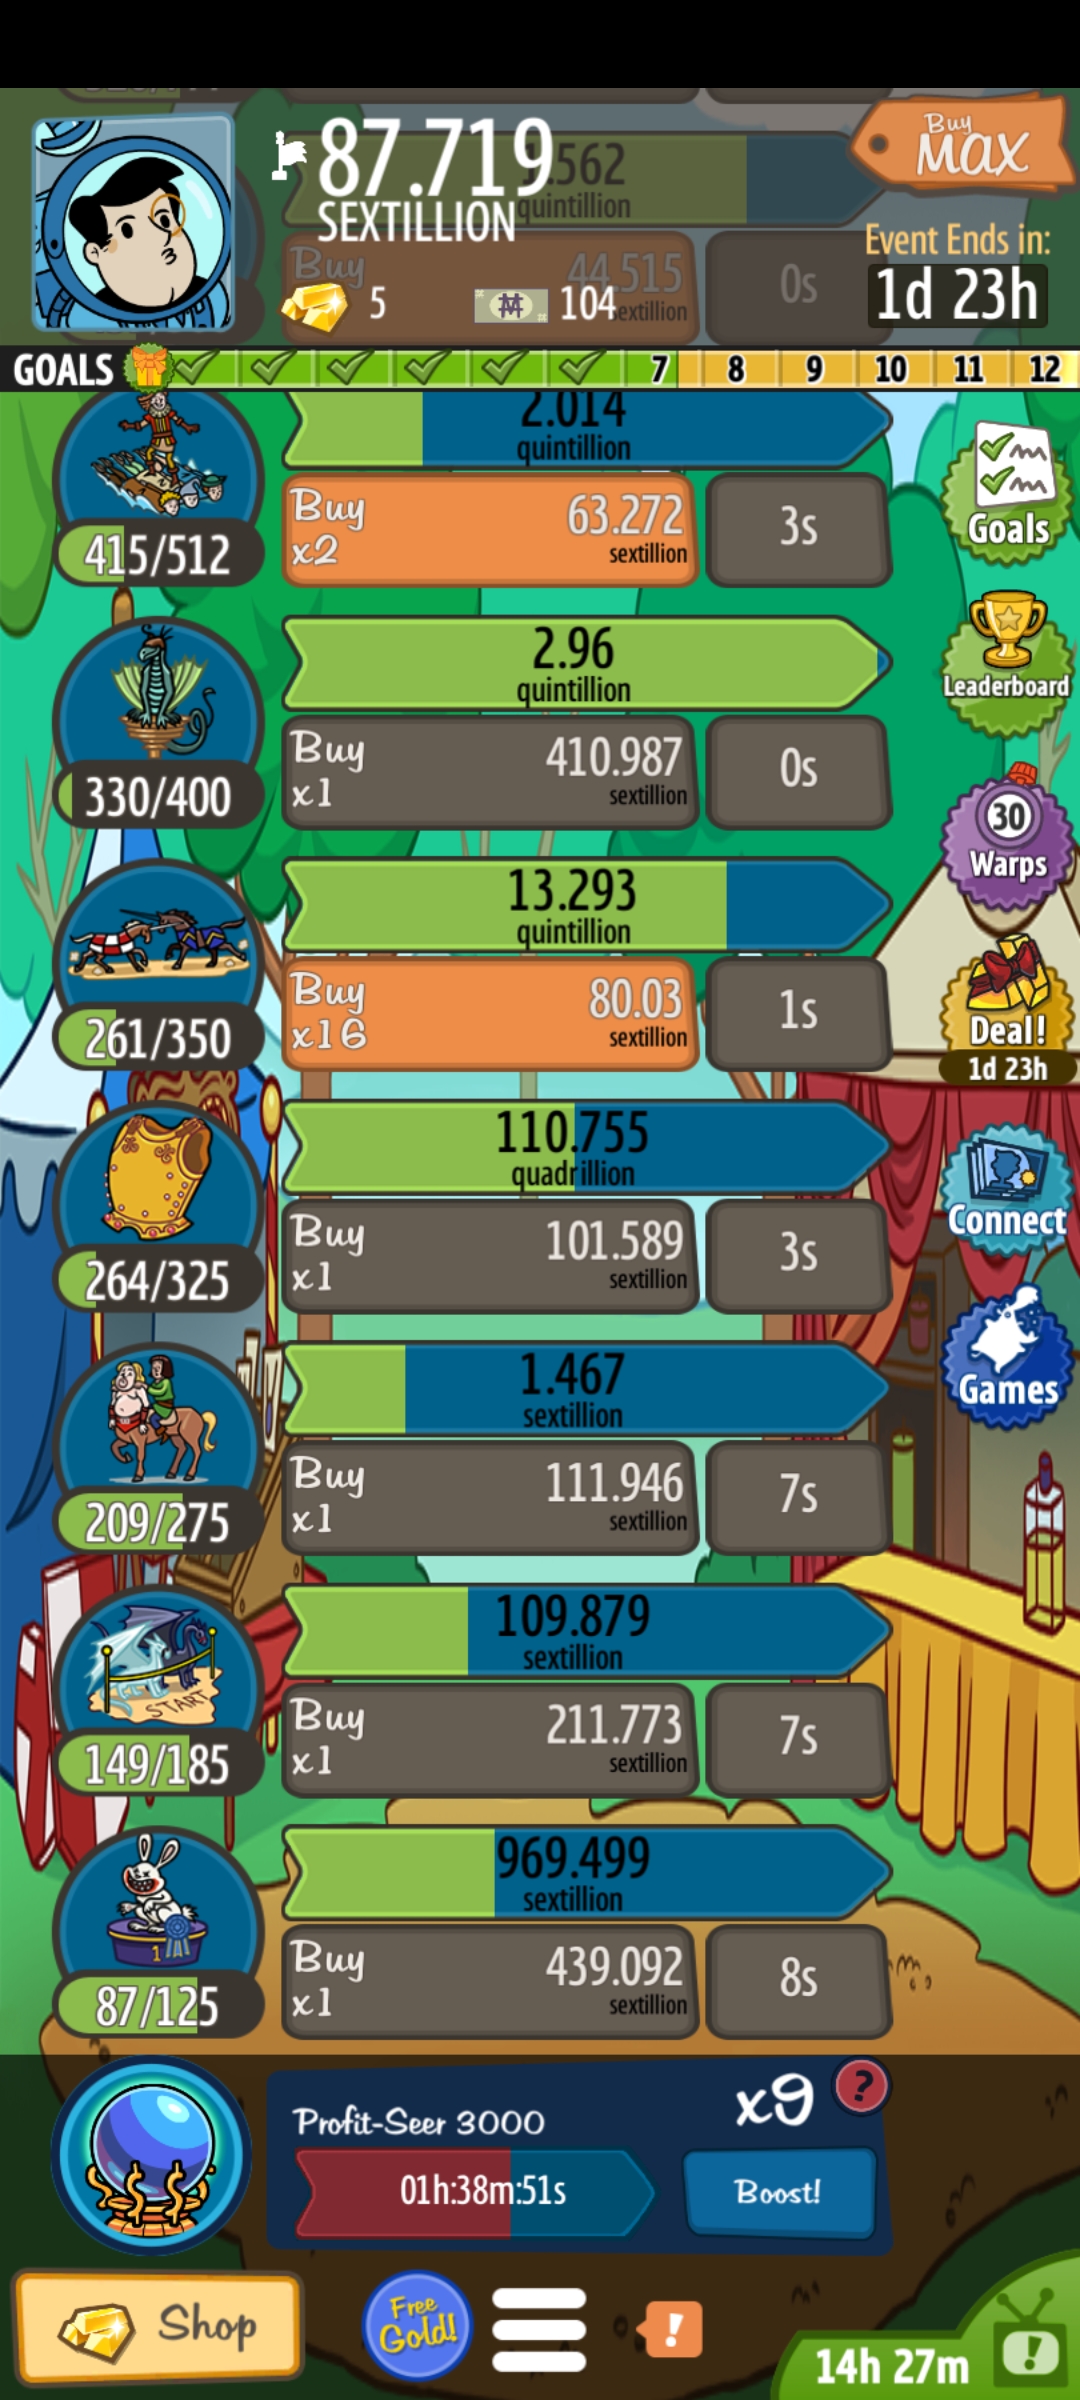 87.719
SEXTILLION
1.562
quintillion
Buy
MAX
Event Ends in:
1d 23h
Buy
44.515
sextillion
0s
5
104
GOALS
7
8
9
10
11
12
2.014
quintillion
Buy
x2
63.272
sextillion
3s
415/512
Goals
2.96
quintillion
Buy
x1
410.987
sextillion
0s
330/400
Leaderboard
30
Warps
13.293
quintillion
Buy
x16
80.03
sextillion
1s
261/350
Deal!
1d 23h
110.755
quadrillion
Buy
x1
101.589
sextillion
3s
264/325
Connect
1.467
sextillion
Buy
x1
111.946
sextillion
7s
209/275
Games
109.879
sextillion
START
Buy
x1
211.773
sextillion
7s
149/185
969.499
sextillion
1
Buy
x1
439.092
sextillion
8s
87/125
Profit-Seer 3000
x9
?
01h:38m:51s
Boost!
Shop
Free
Gold!
!
14h 27m
!